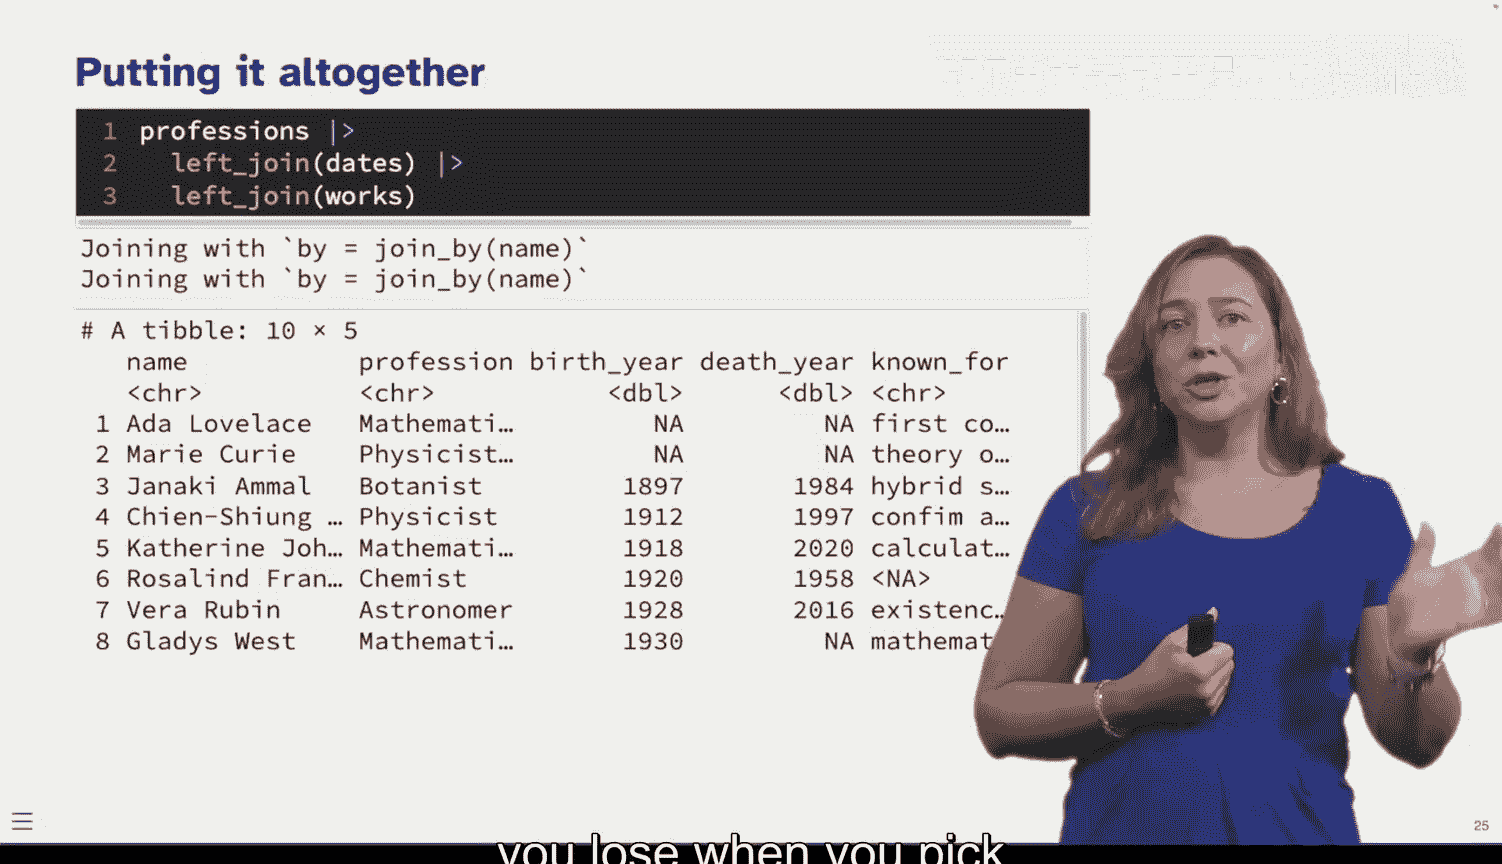 Putting it altogether
1 professions |>
2 left_join(dates) |>
3 left_join(works)
Joining with `by = join_by(name)`
Joining with `by = join_by(name)`
# A tibble: 10 × 5
name profession birth_year death_year known_for
<chr> <chr> <dbl> <dbl> <chr>
1 Ada Lovelace Mathemati… NA NA first co…
2 Marie Curie Physicist… NA NA theory o…
3 Janaki Ammal Botanist 1897 1984 hybrid s…
4 Chien-Shiung … Physicist 1912 1997 confim a…
5 Katherine Joh… Mathemati… 1918 2020 calculat…
6 Rosalind Fran… Chemist 1920 1958 <NA>
7 Vera Rubin Astronomer 1928 2016 existenc…
8 Gladys West Mathemati… 1930 NA mathemat
25
you lose when you pick